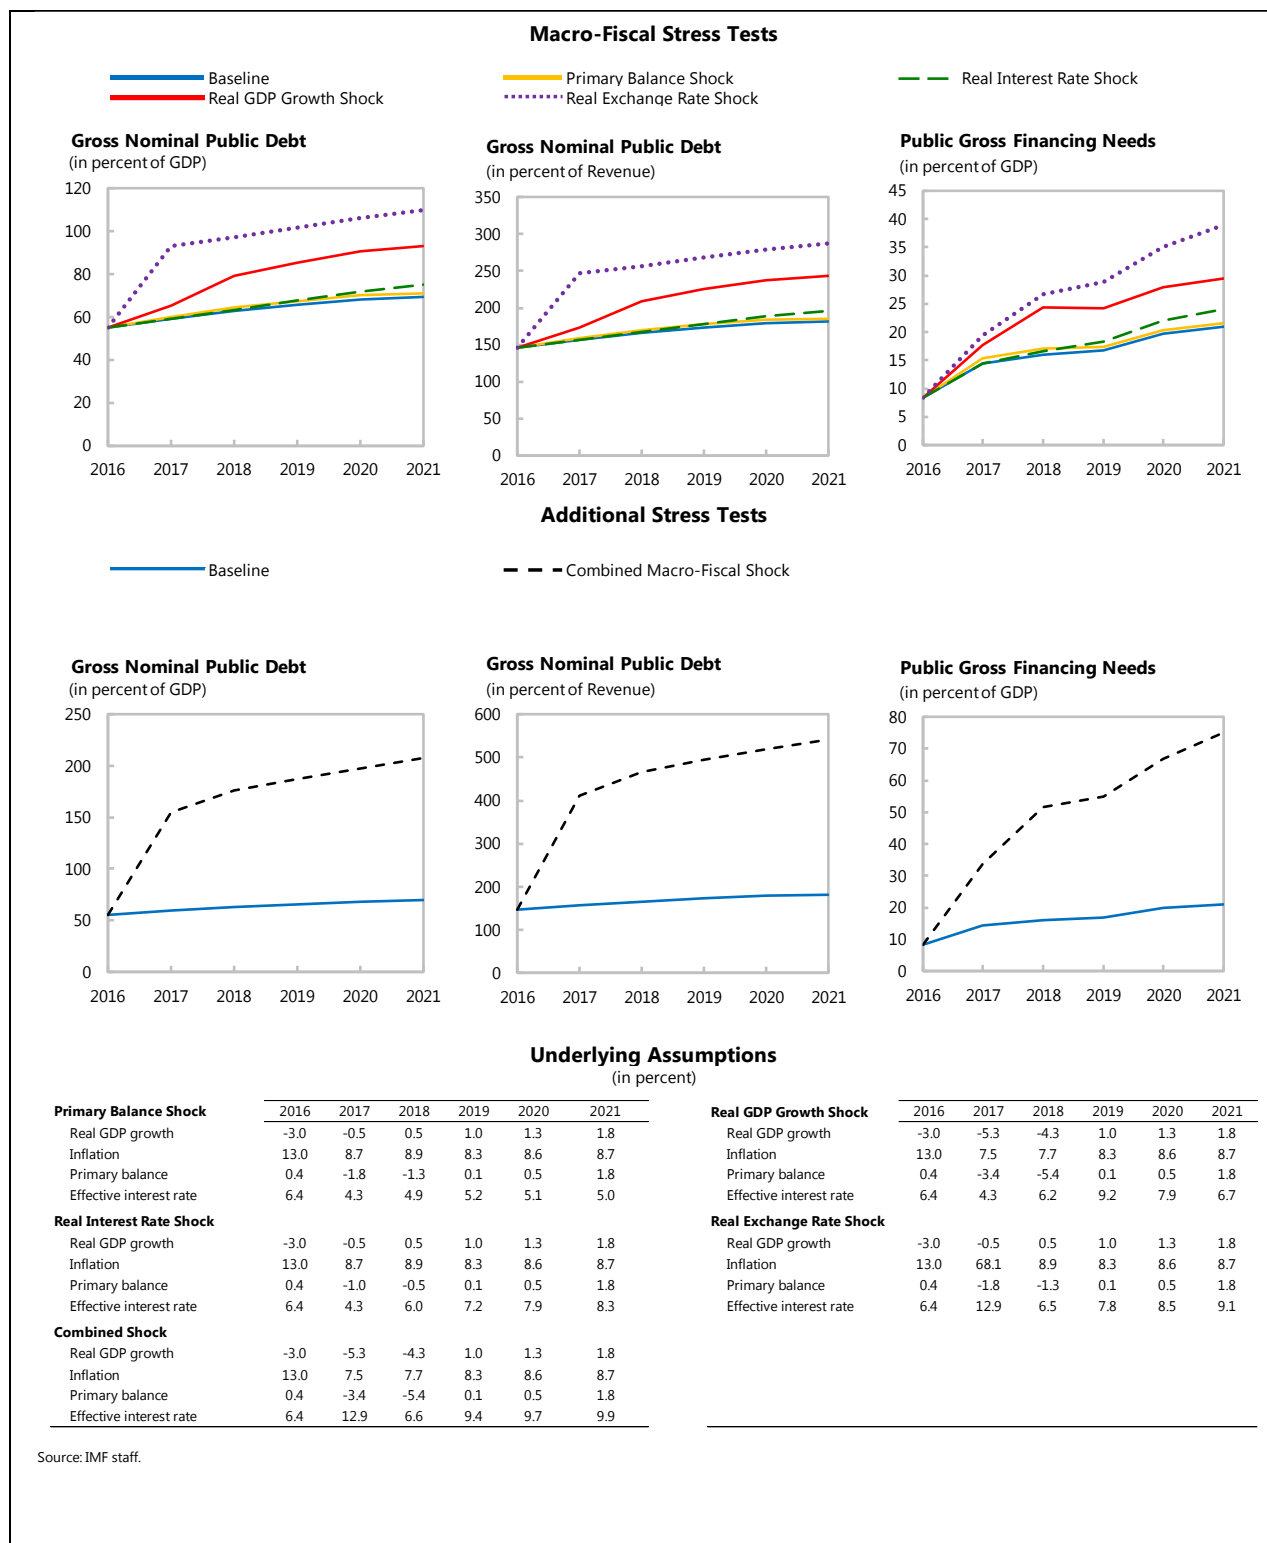 Macro-Fiscal Stress Tests
Baseline
Primary Balance Shock
Real Interest Rate Shock
Real GDP Growth Shock
Real Exchange Rate Shock
Gross Nominal Public Debt
(in percent of GDP)
120
100
80
60
40
20
0
2016 2017 2018 2019 2020 2021
Gross Nominal Public Debt
(in percent of Revenue)
350
300
250
200
150
100
50
0
2016 2017 2018 2019 2020 2021
Public Gross Financing Needs
(in percent of GDP)
45
40
35
30
25
20
15
10
5
0
2016 2017 2018 2019 2020 2021
Additional Stress Tests
Baseline
Combined Macro-Fiscal Shock
Gross Nominal Public Debt
(in percent of GDP)
250
200
150
100
50
0
2016 2017 2018 2019 2020 2021
Gross Nominal Public Debt
(in percent of Revenue)
600
500
400
300
200
100
0
2016 2017 2018 2019 2020 2021
Public Gross Financing Needs
(in percent of GDP)
80
70
60
50
40
30
20
10
0
2016 2017 2018 2019 2020 2021
Underlying Assumptions
(in percent)
Primary Balance Shock 2016 2017 2018 2019 2020 2021
Real GDP growth -3.0 -0.5 0.5 1.0 1.3 1.8
Inflation 13.0 8.7 8.9 8.3 8.6 8.7
Primary balance 0.4 -1.8 -1.3 0.1 0.5 1.8
Effective interest rate 6.4 4.3 4.9 5.2 5.1 5.0
Real Interest Rate Shock
Real GDP growth -3.0 -0.5 0.5 1.0 1.3 1.8
Inflation 13.0 8.7 8.9 8.3 8.6 8.7
Primary balance 0.4 -1.0 -0.5 0.1 0.5 1.8
Effective interest rate 6.4 4.3 6.0 7.2 7.9 8.3
Combined Shock
Real GDP growth -3.0 -5.3 -4.3 1.0 1.3 1.8
Inflation 13.0 7.5 7.7 8.3 8.6 8.7
Primary balance 0.4 -3.4 -5.4 0.1 0.5 1.8
Effective interest rate 6.4 12.9 6.6 9.4 9.7 9.9
Real GDP Growth Shock 2016 2017 2018 2019 2020 2021
Real GDP growth -3.0 -5.3 -4.3 1.0 1.3 1.8
Inflation 13.0 7.5 7.7 8.3 8.6 8.7
Primary balance 0.4 -3.4 -5.4 0.1 0.5 1.8
Effective interest rate 6.4 4.3 6.2 9.2 7.9 6.7
Real Exchange Rate Shock
Real GDP growth -3.0 -0.5 0.5 1.0 1.3 1.8
Inflation 13.0 68.1 8.9 8.3 8.6 8.7
Primary balance 0.4 -1.8 -1.3 0.1 0.5 1.8
Effective interest rate 6.4 12.9 6.5 7.8 8.5 9.1
Source: IMF staff.